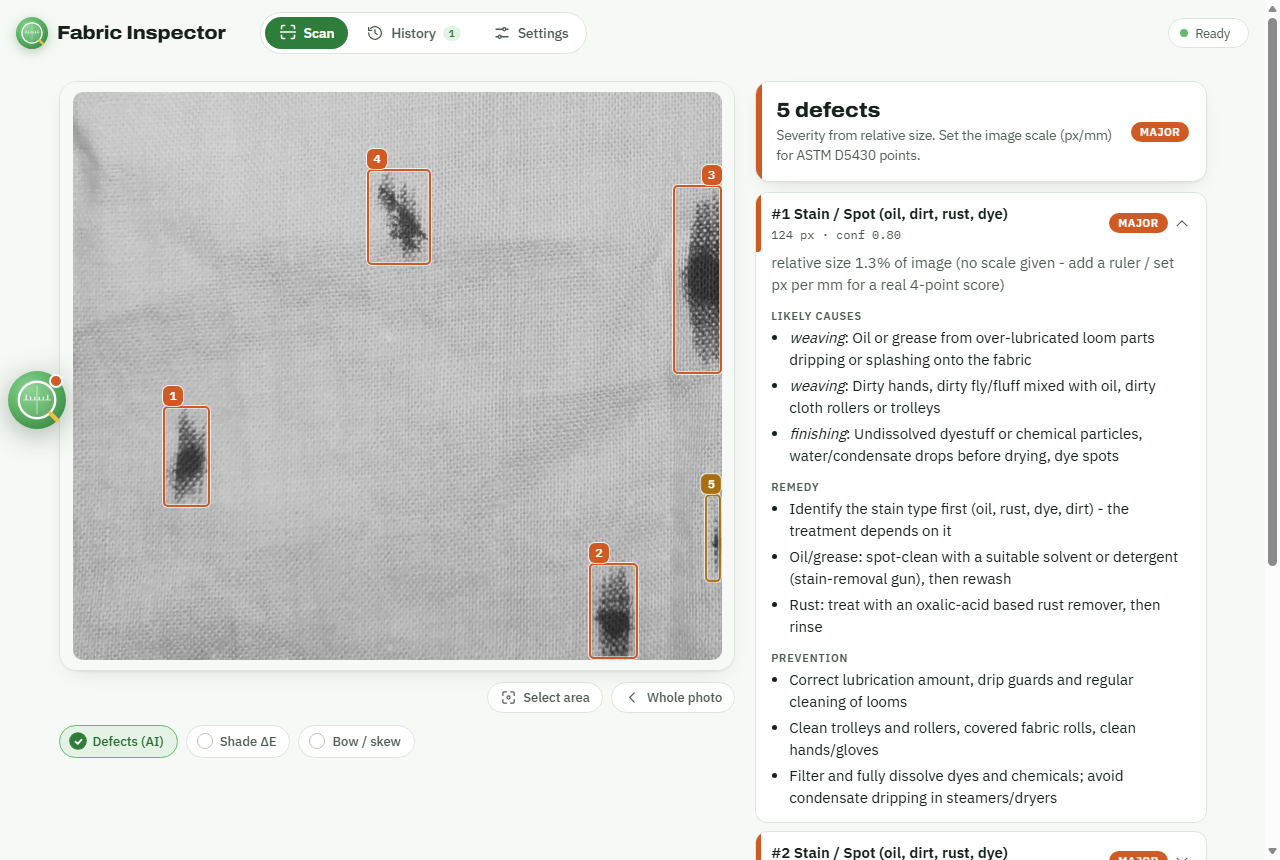 Fabric Inspector
Scan
History 1
Settings
Ready
4
3
1
5
2
Select area
Whole photo
Defects (AI)
Shade ΔE
Bow / skew
5 defects
Severity from relative size. Set the image scale (px/mm)
for ASTM D5430 points.
MAJOR
#1 Stain / Spot (oil, dirt, rust, dye)
124 px · conf 0.80
MAJOR
relative size 1.3% of image (no scale given - add a ruler / set
px per mm for a real 4-point score)
LIKELY CAUSES
• weaving: Oil or grease from over-lubricated loom parts
dripping or splashing onto the fabric
• weaving: Dirty hands, dirty fly/fluff mixed with oil, dirty
cloth rollers or trolleys
• finishing: Undissolved dyestuff or chemical particles,
water/condensate drops before drying, dye spots
REMEDY
• Identify the stain type first (oil, rust, dye, dirt) - the
treatment depends on it
• Oil/grease: spot-clean with a suitable solvent or detergent
(stain-removal gun), then rewash
• Rust: treat with an oxalic-acid based rust remover, then
rinse
PREVENTION
• Correct lubrication amount, drip guards and regular
cleaning of looms
• Clean trolleys and rollers, covered fabric rolls, clean
hands/gloves
• Filter and fully dissolve dyes and chemicals; avoid
condensate dripping in steamers/dryers
#2 Stain / Spot (oil, dirt, rust, dye)
MAJOR